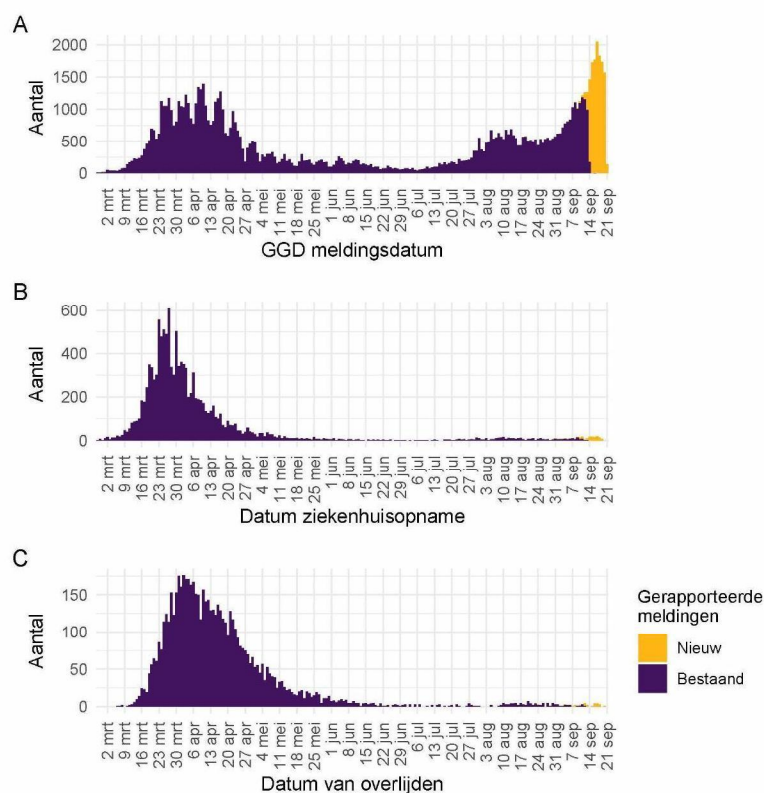 A
2000
1500
1000
500
0
Aantal
2 mrt
9 mrt
16 mrt
23 mrt
30 mrt
6 apr
13 apr
20 apr
27 apr
4 mei
11 mei
18 mei
25 mei
1 jun
8 jun
15 jun
22 jun
29 jun
6 jul
13 jul
20 jul
27 jul
3 aug
10 aug
17 aug
24 aug
31 aug
7 sep
14 sep
21 sep
GGD meldingsdatum
B
600
400
200
0
Aantal
2 mrt
9 mrt
16 mrt
23 mrt
30 mrt
6 apr
13 apr
20 apr
27 apr
4 mei
11 mei
18 mei
25 mei
1 jun
8 jun
15 jun
22 jun
29 jun
6 jul
13 jul
20 jul
27 jul
3 aug
10 aug
17 aug
24 aug
31 aug
7 sep
14 sep
21 sep
Datum ziekenhuisopname
C
150
100
50
0
Aantal
2 mrt
9 mrt
16 mrt
23 mrt
30 mrt
6 apr
13 apr
20 apr
27 apr
4 mei
11 mei
18 mei
25 mei
1 jun
8 jun
15 jun
22 jun
29 jun
6 jul
13 jul
20 jul
27 jul
3 aug
10 aug
17 aug
24 aug
31 aug
7 sep
14 sep
21 sep
Datum van overlijden
Gerapporteerde
meldingen
Nieuw
Bestaand